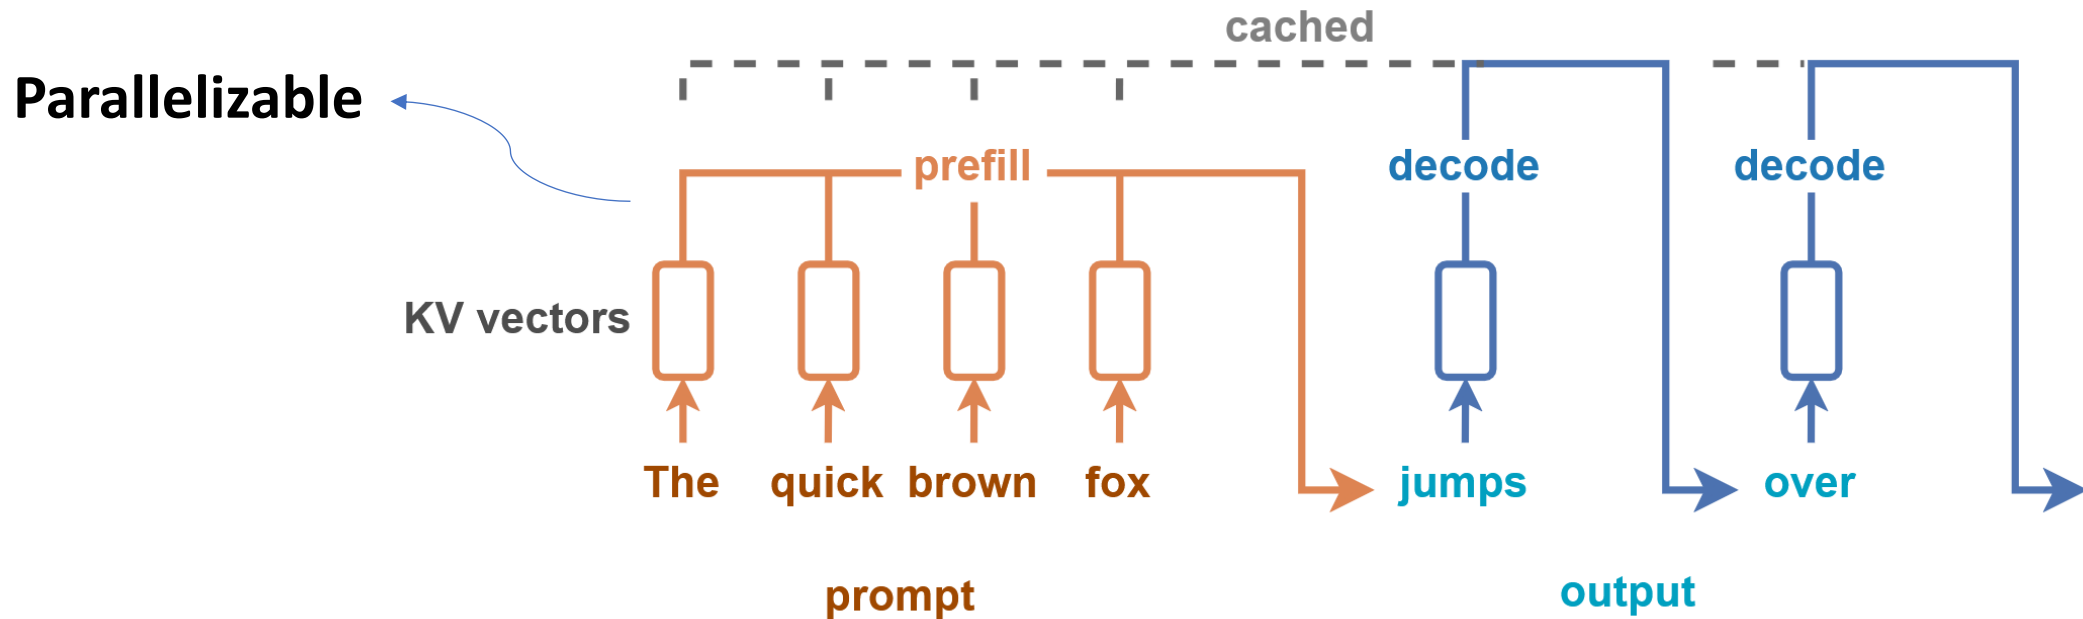 cached
Parallelizable
prefill
decode
decode
KV vectors
The quick brown fox jumps over
prompt
output